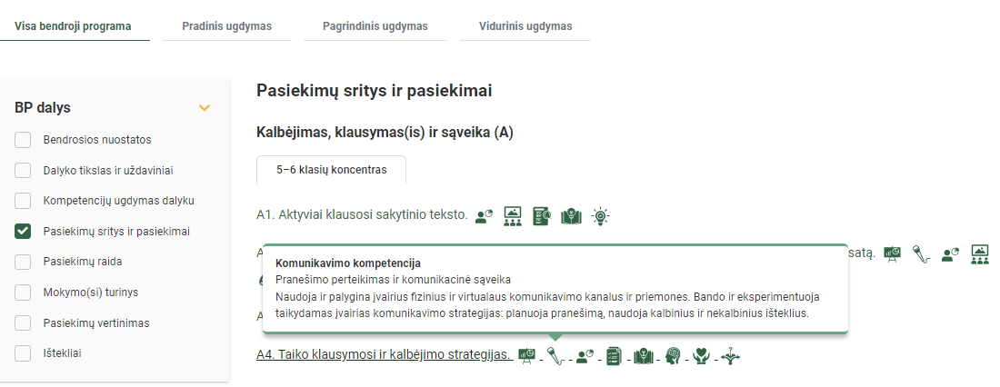 Visa bendroji programa
Pradinis ugdymas
Pagrindinis ugdymas
Vidurinis ugdymas
BP dalys
Bendrosios nuostatos
Dalyko tikslas ir uždaviniai
Kompetencijų ugdymas dalyku
Pasiekimų sritys ir pasiekimai
Pasiekimų raida
Mokymo(si) turinys
Pasiekimų vertinimas
Ištekliai
Pasiekimų sritys ir pasiekimai
Kalbėjimas, klausymas(is) ir sąveika (A)
5–6 klasių koncentras
A1. Aktyviai klausosi sakytinio teksto.
satą.
Komunikavimo kompetencija
Pranešimo perteikimas ir komunikacinė sąveika
Naudoja ir palygina įvairius fizinius ir virtualaus komunikavimo kanalus ir priemones. Bando ir eksperimentuoja
taikydamas įvairias komunikavimo strategijas: planuoja pranešimą, naudoja kalbinius ir nekalbinius išteklius.
A4. Taiko klausymosi ir kalbėjimo strategijas.